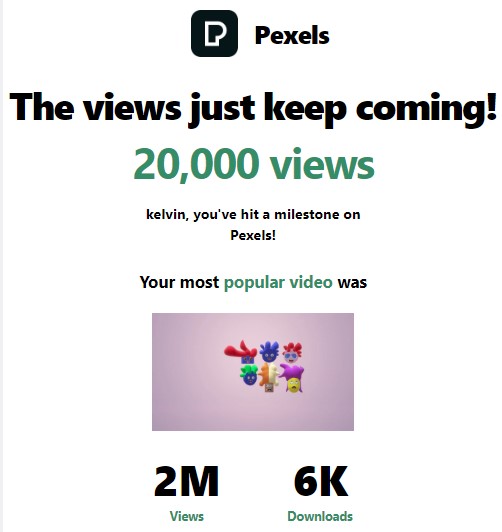 Pexels
The views just keep coming!
20,000 views
kelvin, you've hit a milestone on
Pexels!
Your most popular video was
2M 6K
Views Downloads